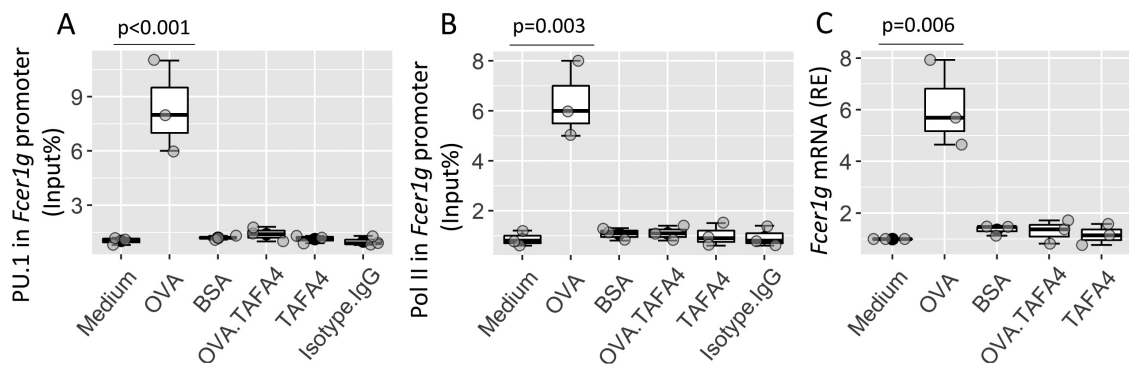 A
p<0.001
PU.1 in Fcer1g promoter
(Input%)
9
6
3
Medium
OVA
BSA
OVA.TAFA4
TAFA4
Isotype.IgG
B
p=0.003
Pol II in Fcer1g promoter
(Input%)
8
6
4
2
Medium
OVA
BSA
OVA.TAFA4
TAFA4
Isotype.IgG
C
p=0.006
Fcer1g mRNA (RE)
8
6
4
2
Medium
OVA
BSA
OVA.TAFA4
TAFA4